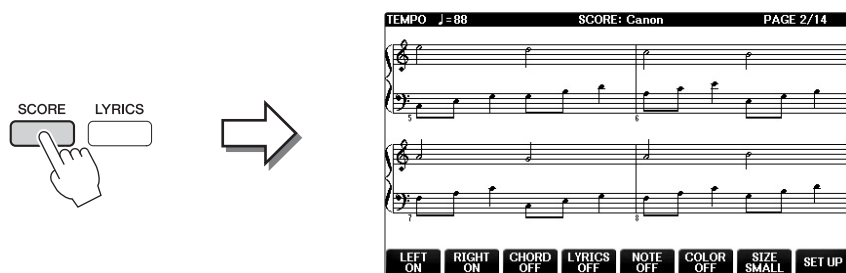 SCORE LYRICS
TEMPO ♩=88 SCORE: Canon PAGE 2/14
5 6
7 8
LEFT ON RIGHT ON CHORD OFF LYRICS OFF NOTE OFF COLOR OFF SIZE SMALL SET UP